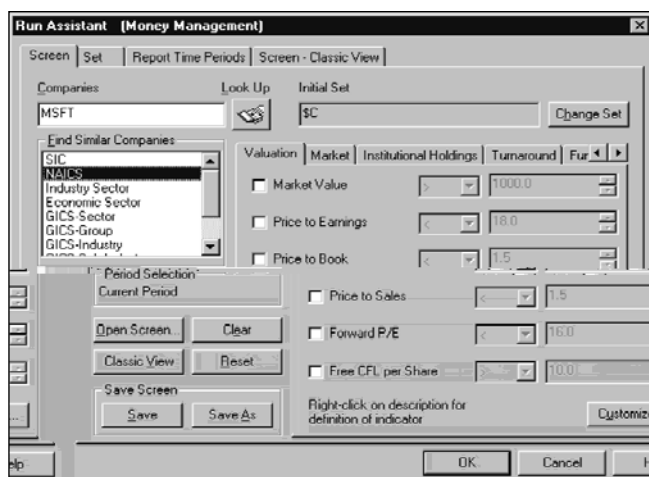 Run Assistant (Money Management)
Screen Set Report Time Periods Screen - Classic View
Companies Look Up Initial Set
MSFT $C Change Set
Find Similar Companies
SIC
NAICS
Industry Sector
Economic Sector
GICS-Sector
GICS-Group
GICS-Industry
Valuation Market Institutional Holdings Turnaround Fur
Market Value > 1000.0
Price to Earnings < 18.0
Price to Book < 1.5
Period Selection
Current Period
Price to Sales < 1.5
Open Screen... Clear
Forward P/E < 16.0
Classic View Reset
Free CFL per Share > 10.0
Save Screen
Save Save As
Right-click on description for
definition of indicator
Customize
... 
elp OK Cancel H